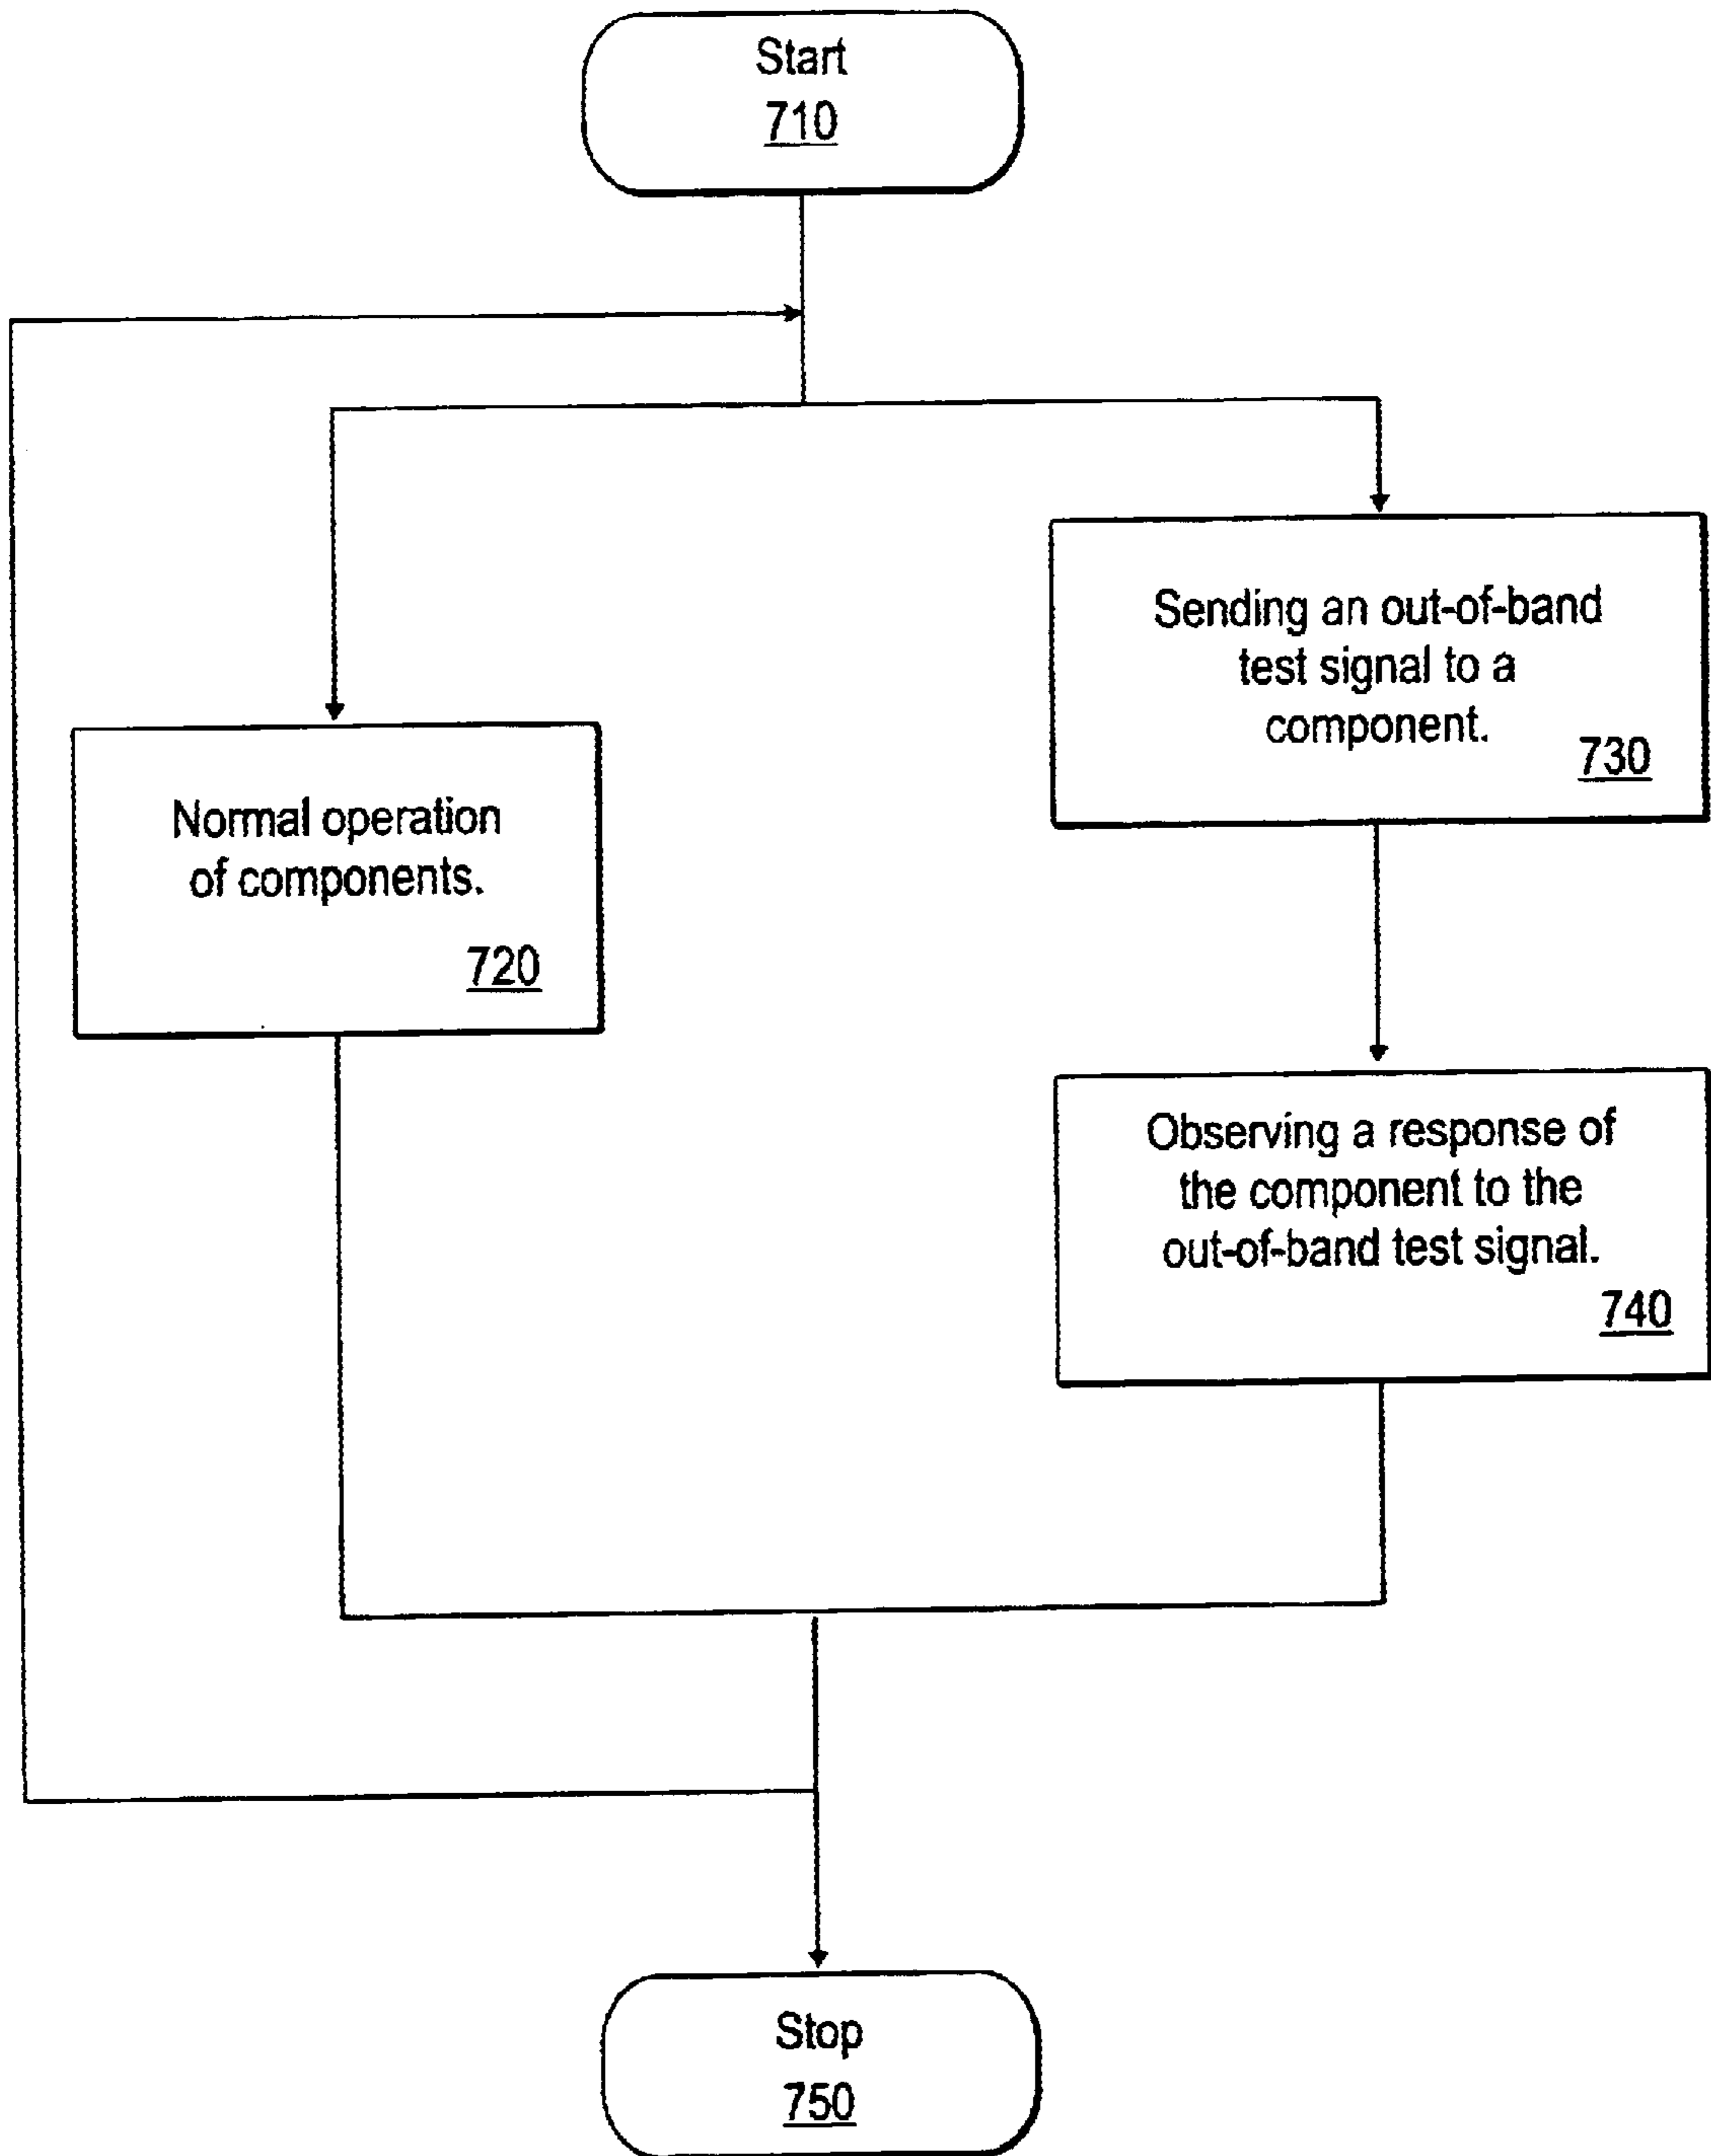 Start
710
Sending an out-of-band
test signal to a
component.
730
Normal operation
of components.
720
Observing a response of
the component to the
out-of-band test signal.
740
Stop
750